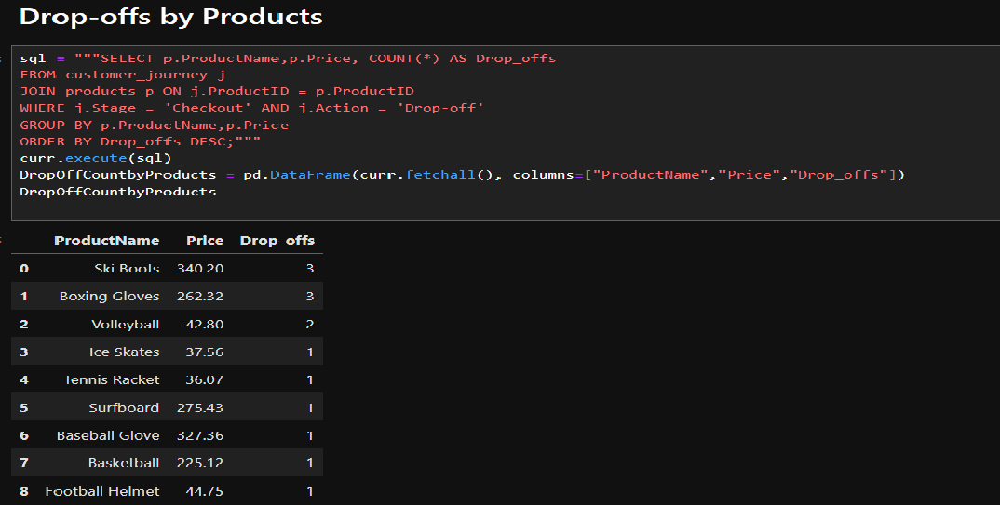 Drop-offs by Products
sql = """SELECT p.ProductName,p.Price, COUNT(*) AS Drop_offs
FROM customer_journey j
JOIN products p ON j.ProductID = p.ProductID
WHERE j.Stage = 'Checkout' AND j.Action = 'Drop-off'
GROUP BY p.ProductName,p.Price
ORDER BY Drop_offs DESC;"""
curr.execute(sql)
DropOffCountbyProducts = pd.DataFrame(curr.fetchall(), columns=["ProductName","Price","Drop_offs"])
DropOffCountbyProducts
ProductName Price Drop_offs
0 Ski Boots 340.20 3
1 Boxing Gloves 262.32 3
2 Volleyball 42.80 2
3 Ice Skates 37.56 1
4 Tennis Racket 36.07 1
5 Surfboard 275.43 1
6 Baseball Glove 327.36 1
7 Basketball 225.12 1
8 Football Helmet 44.75 1